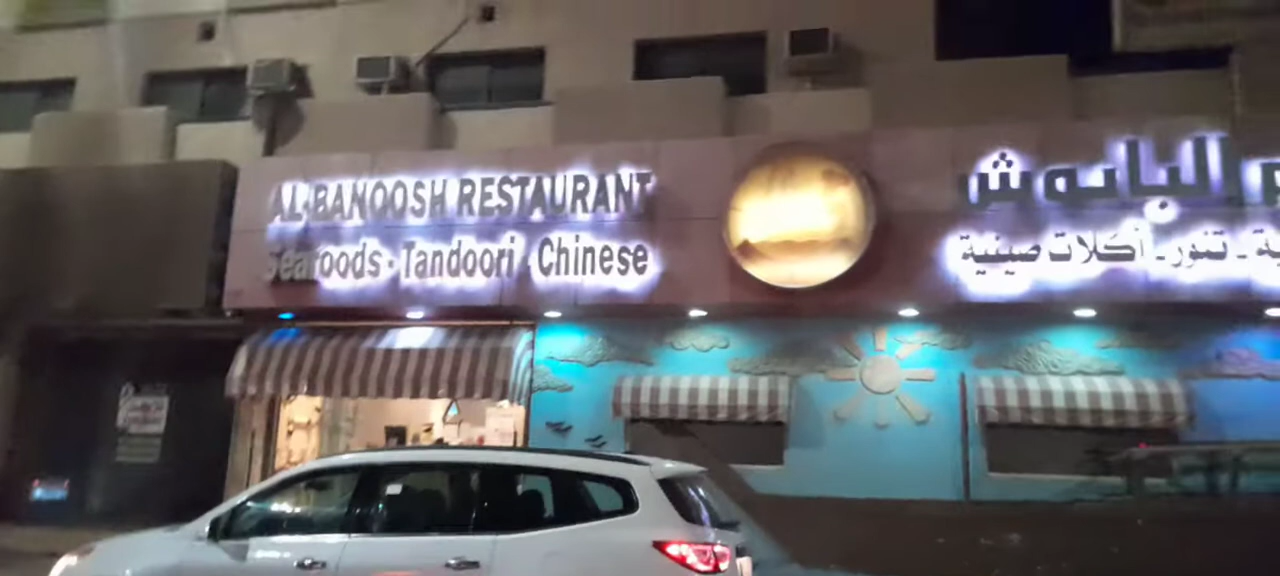 AL-BANOOSH RESTAURANT
Seafoods · Tandoori . Chinese
البانوش
تنور - أكلات صينية